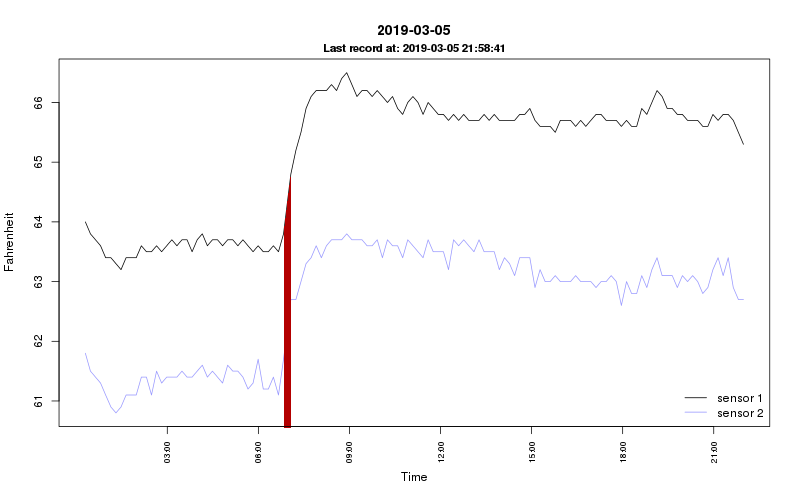 2019-03-05
Last record at: 2019-03-05 21:58:41
Fahrenheit
66
65
64
63
62
61
sensor 1
sensor 2
03:00 06:00 09:00 12:00 15:00 18:00 21:00
Time